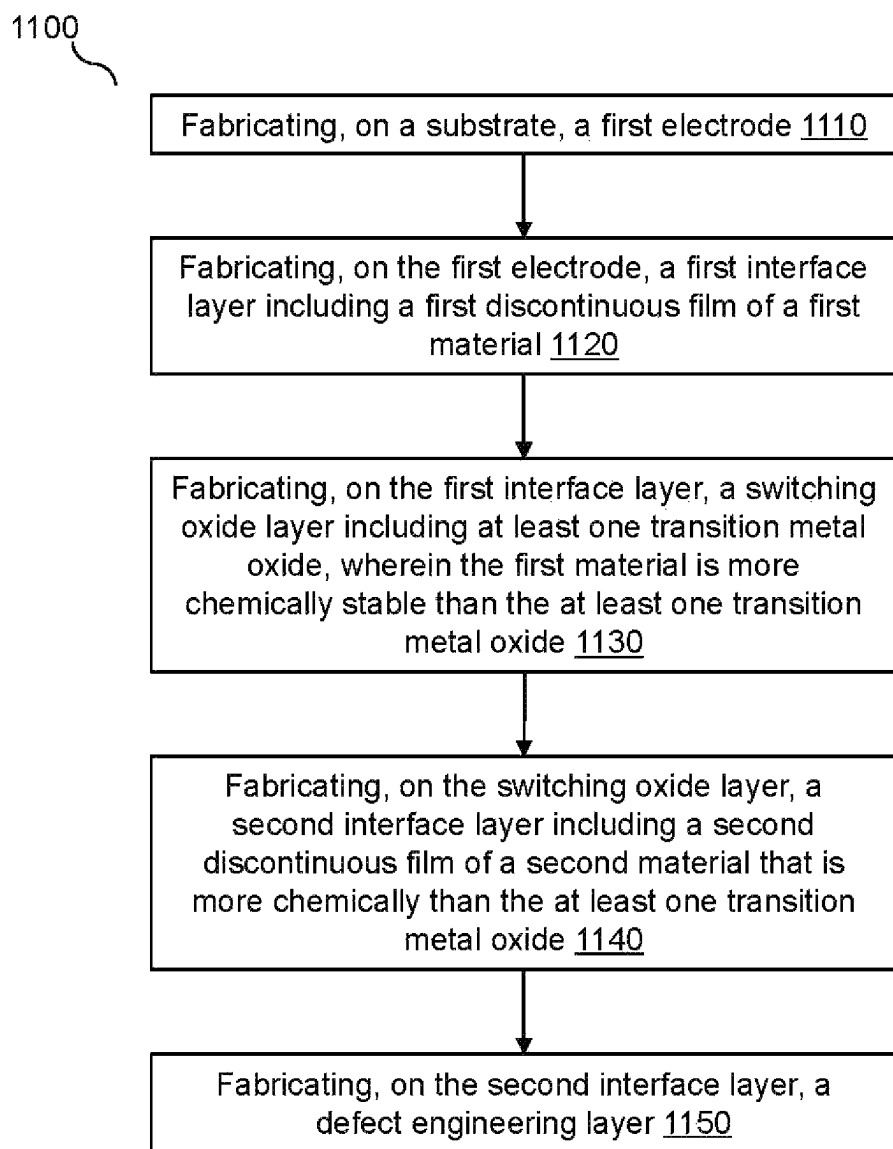 1100
Fabricating, on a substrate, a first electrode 1110
Fabricating, on the first electrode, a first interface
layer including a first discontinuous film of a first
material 1120
Fabricating, on the first interface layer, a switching
oxide layer including at least one transition metal
oxide, wherein the first material is more
chemically stable than the at least one transition
metal oxide 1130
Fabricating, on the switching oxide layer, a
second interface layer including a second
discontinuous film of a second material that is
more chemically than the at least one transition
metal oxide 1140
Fabricating, on the second interface layer, a
defect engineering layer 1150